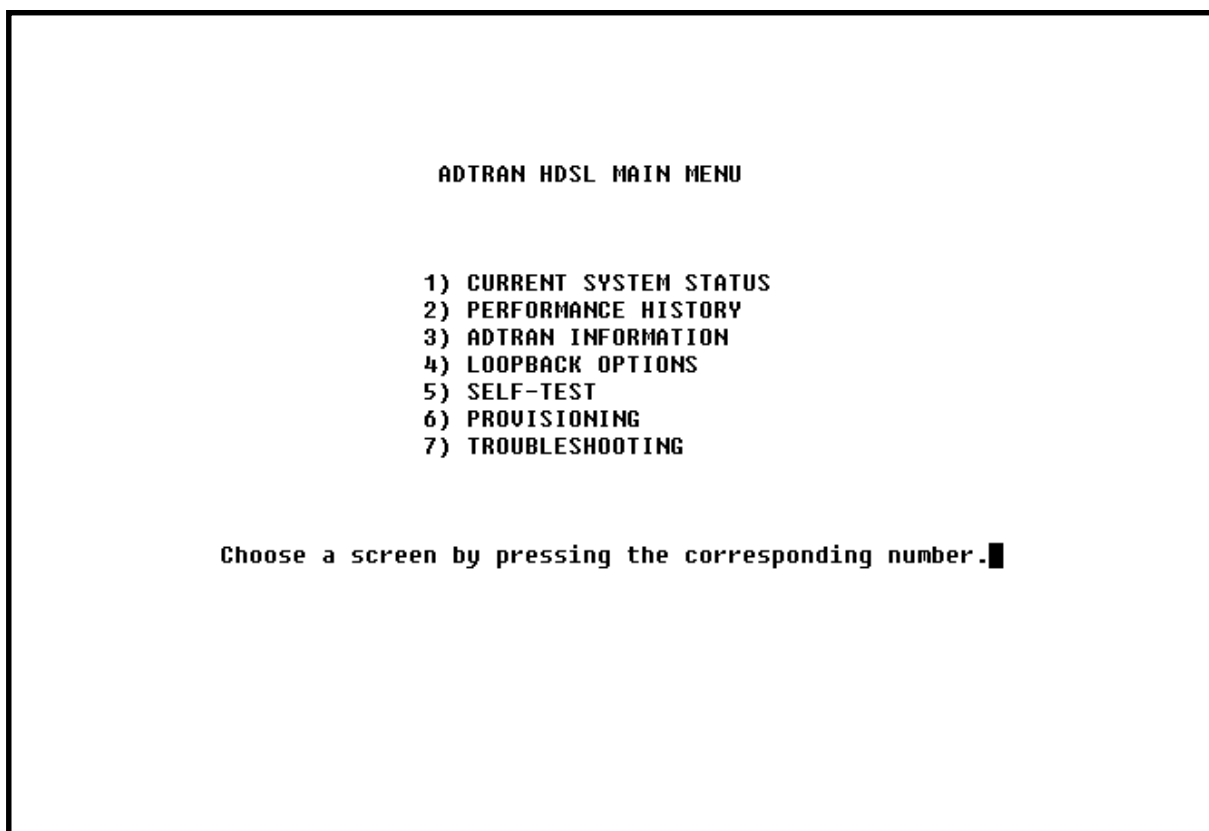 ADTRAN HDSL MAIN MENU
1) CURRENT SYSTEM STATUS
2) PERFORMANCE HISTORY
3) ADTRAN INFORMATION
4) LOOPBACK OPTIONS
5) SELF-TEST
6) PROVISIONING
7) TROUBLESHOOTING
Choose a screen by pressing the corresponding number.